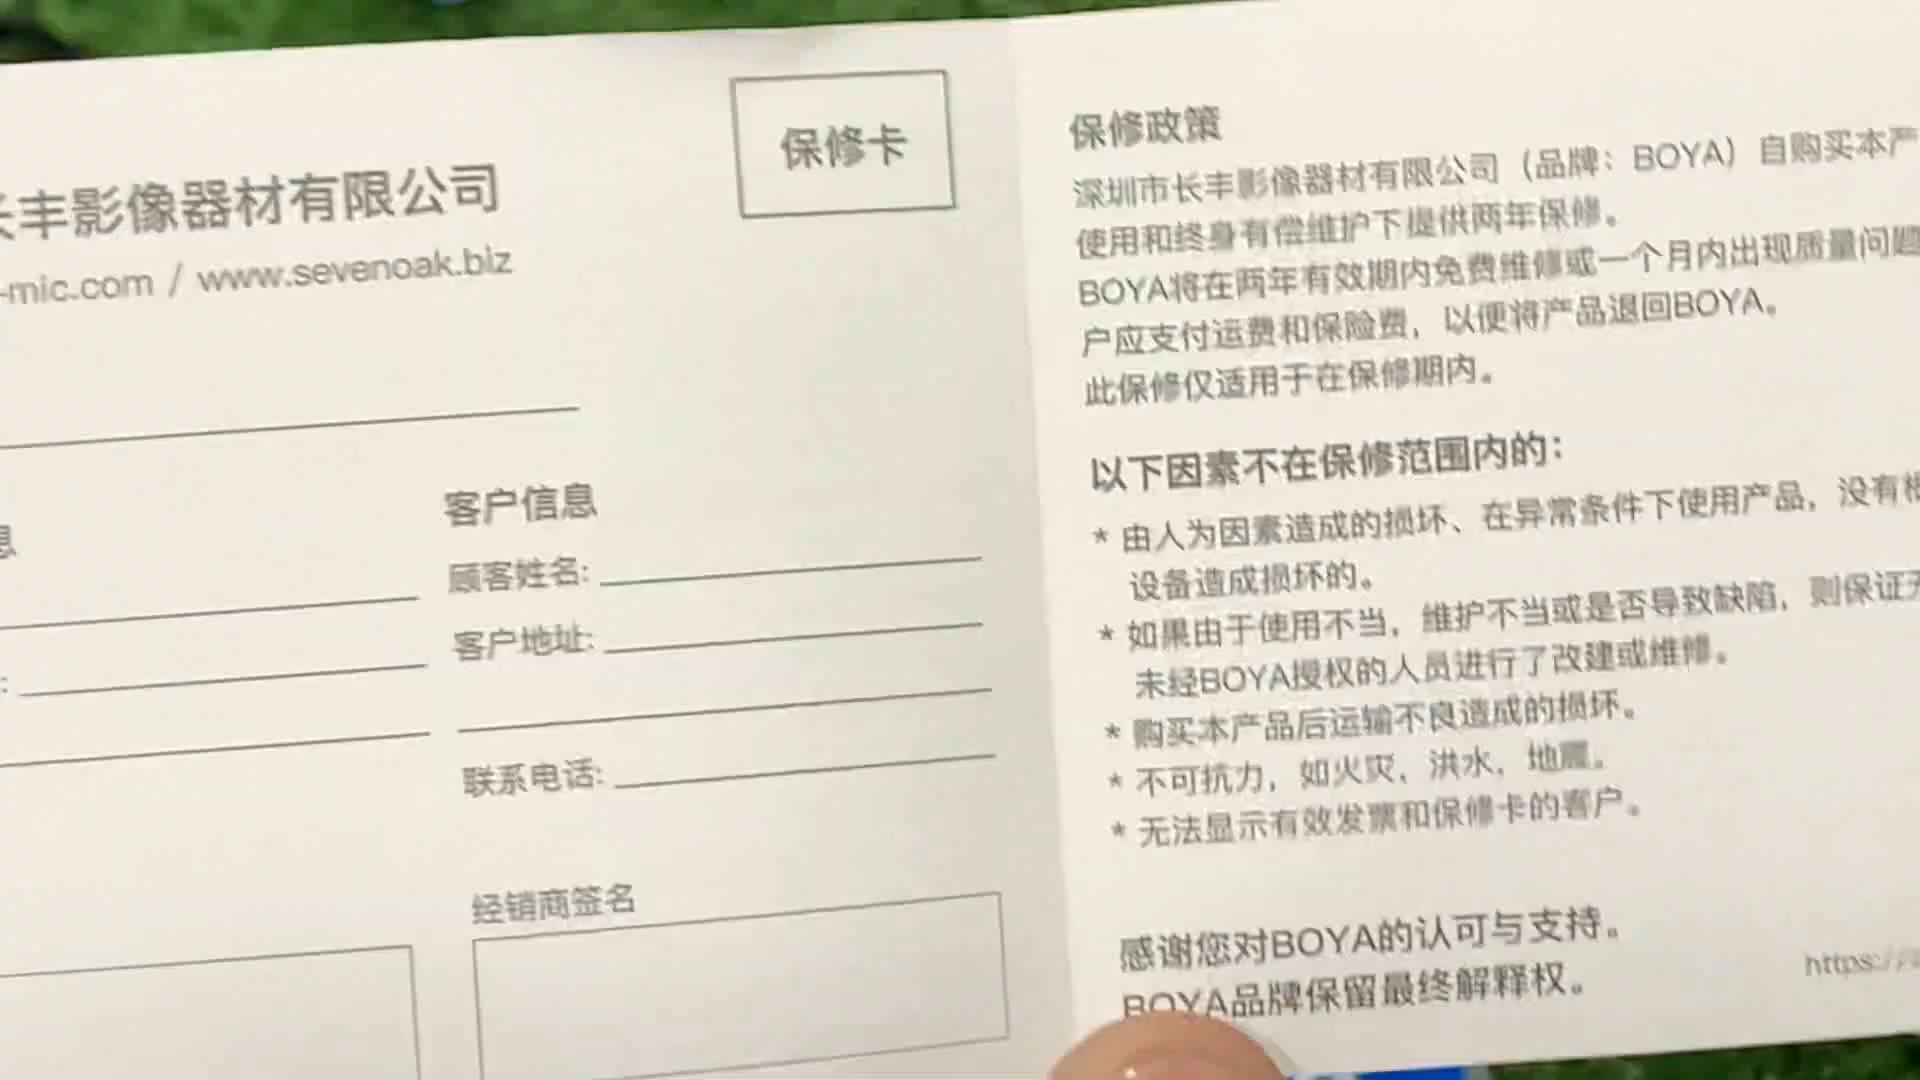 保修卡
长丰影像器材有限公司
-mic.com / www.sevenoak.biz
息
客户信息
顾客姓名:
客户地址:
:
联系电话:
经销商签名
保修政策
深圳市长丰影像器材有限公司（品牌：BOYA）自购买本产
使用和终身有偿维护下提供两年保修。
BOYA将在两年有效期内免费维修或一个月内出现质量问题
户应支付运费和保险费，以便将产品退回BOYA。
此保修仅适用于在保修期内。
以下因素不在保修范围内的：
* 由人为因素造成的损坏、在异常条件下使用产品，没有
设备造成损坏的。
* 如果由于使用不当，维护不当或是否导致缺陷，则保证
未经BOYA授权的人员进行了改建或维修。
* 购买本产品后运输不良造成的损坏。
* 不可抗力，如火灾，洪水，地震。
* 无法显示有效发票和保修卡的客户。
感谢您对BOYA的认可与支持。
BOYA品牌保留最终解释权。
https://